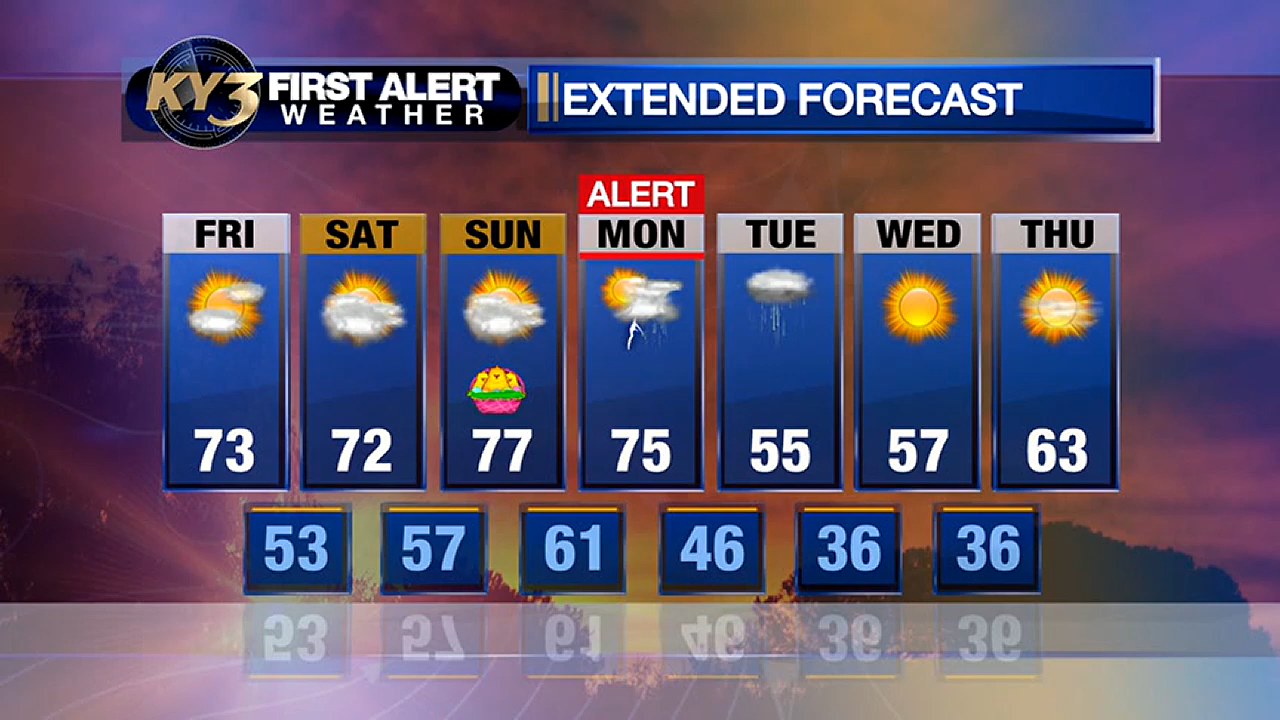 KY3 FIRST ALERT
WEATHER
EXTENDED FORECAST
ALERT
FRI SAT SUN MON TUE WED THU
73 72 77 75 55 57 63
53 57 61 46 36 36